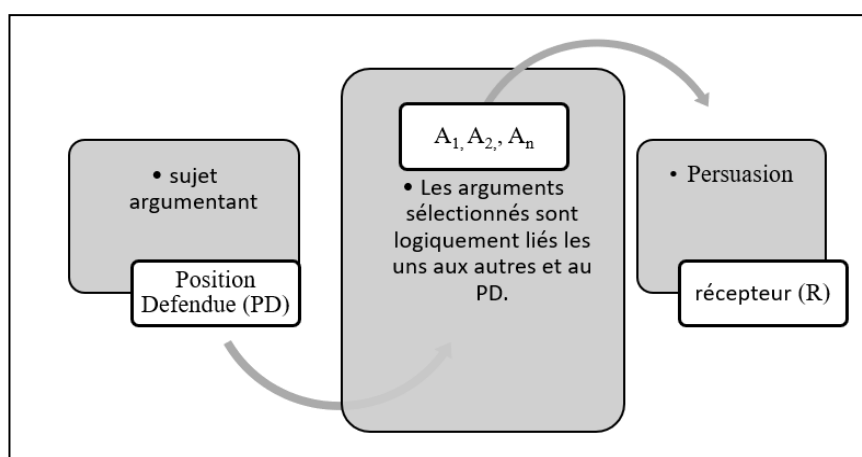 • sujet
argumentant
Position
Defendue (PD)
A1, A2,, An
• Les arguments
sélectionnés sont
logiquement liés les
uns aux autres et au
PD.
• Persuasion
récepteur (R)